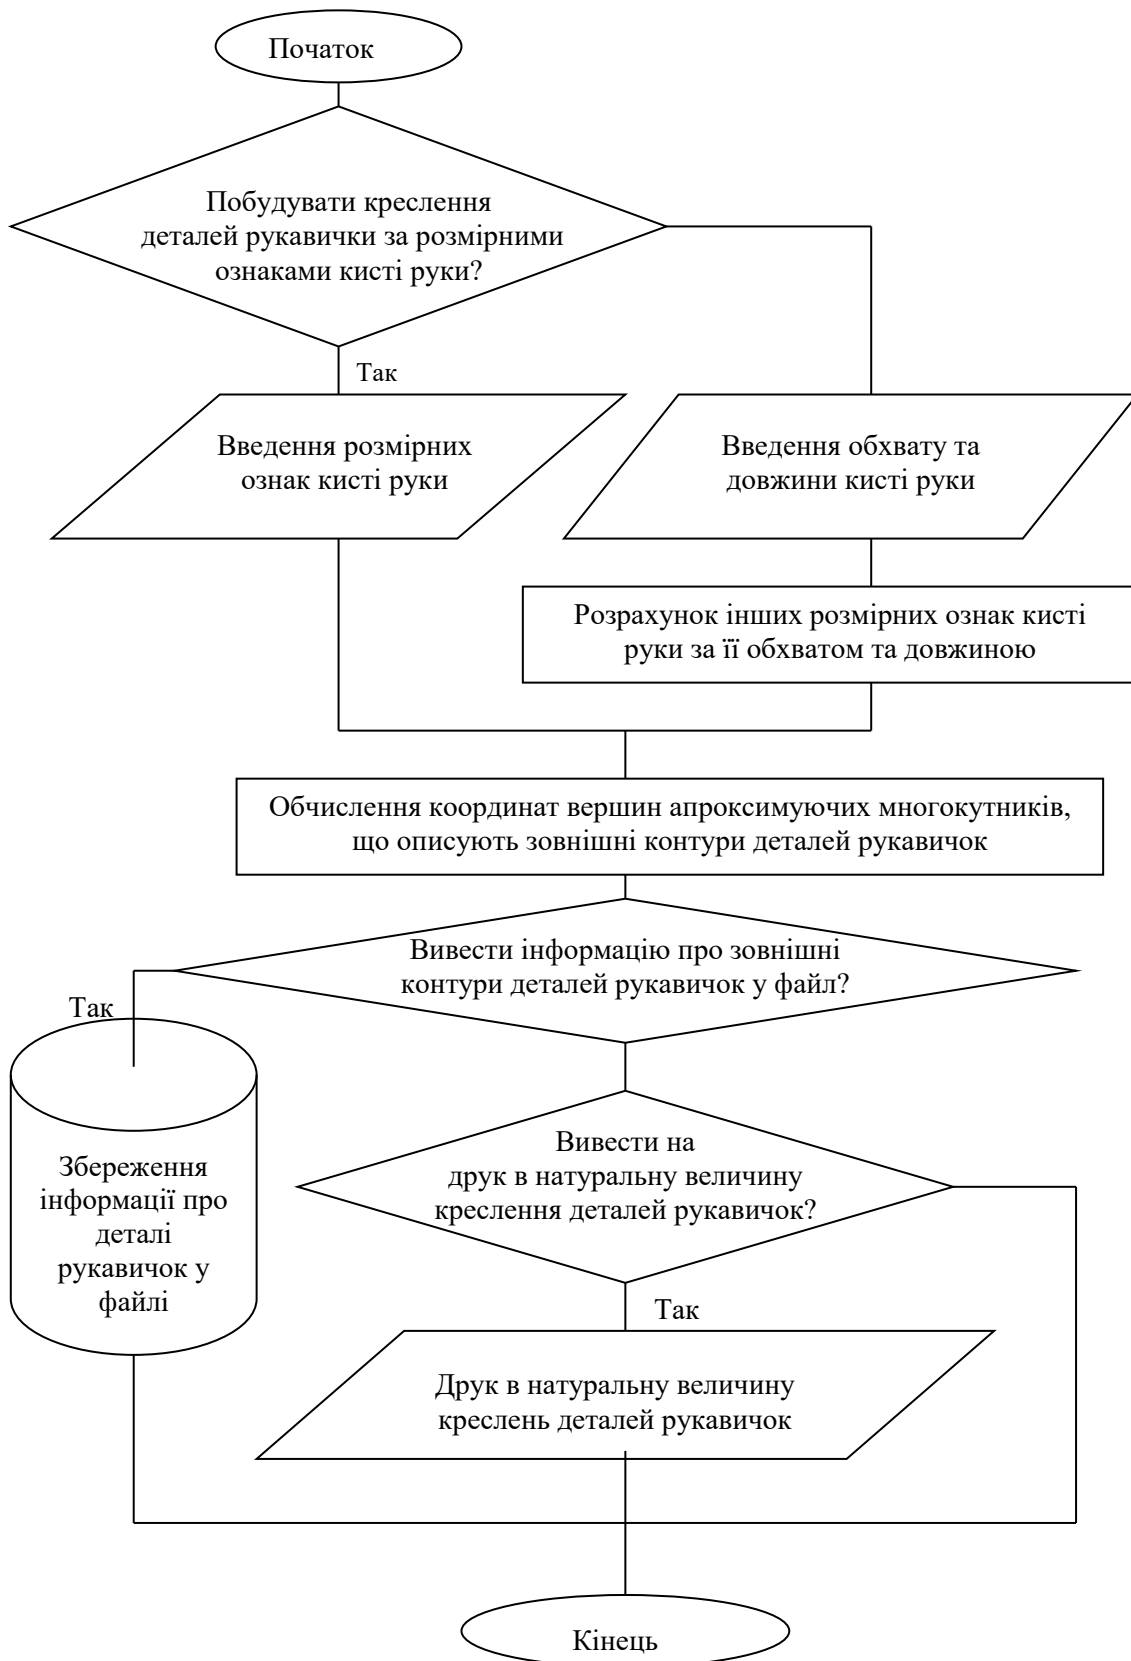 Початок
Побудувати креслення
деталей рукавички за розмірними
ознаками кисті руки?
Так
Введення розмірних
ознак кисті руки
Введення обхвату та
довжини кисті руки
Розрахунок інших розмірних ознак кисті
руки за її обхватом та довжиною
Обчислення координат вершин апроксимуючих многокутників,
що описують зовнішні контури деталей рукавичок
Вивести інформацію про зовнішні
контури деталей рукавичок у файл?
Так
Збереження
інформації про
деталі
рукавичок у
файлі
Вивести на
друк в натуральну величину
креслення деталей рукавичок?
Так
Друк в натуральну величину
креслень деталей рукавичок
Кінець